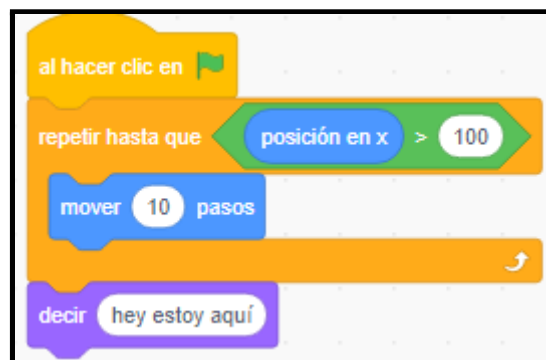 al hacer clic en
repetir hasta que posición en x > 100
mover 10 pasos
decir hey estoy aquí